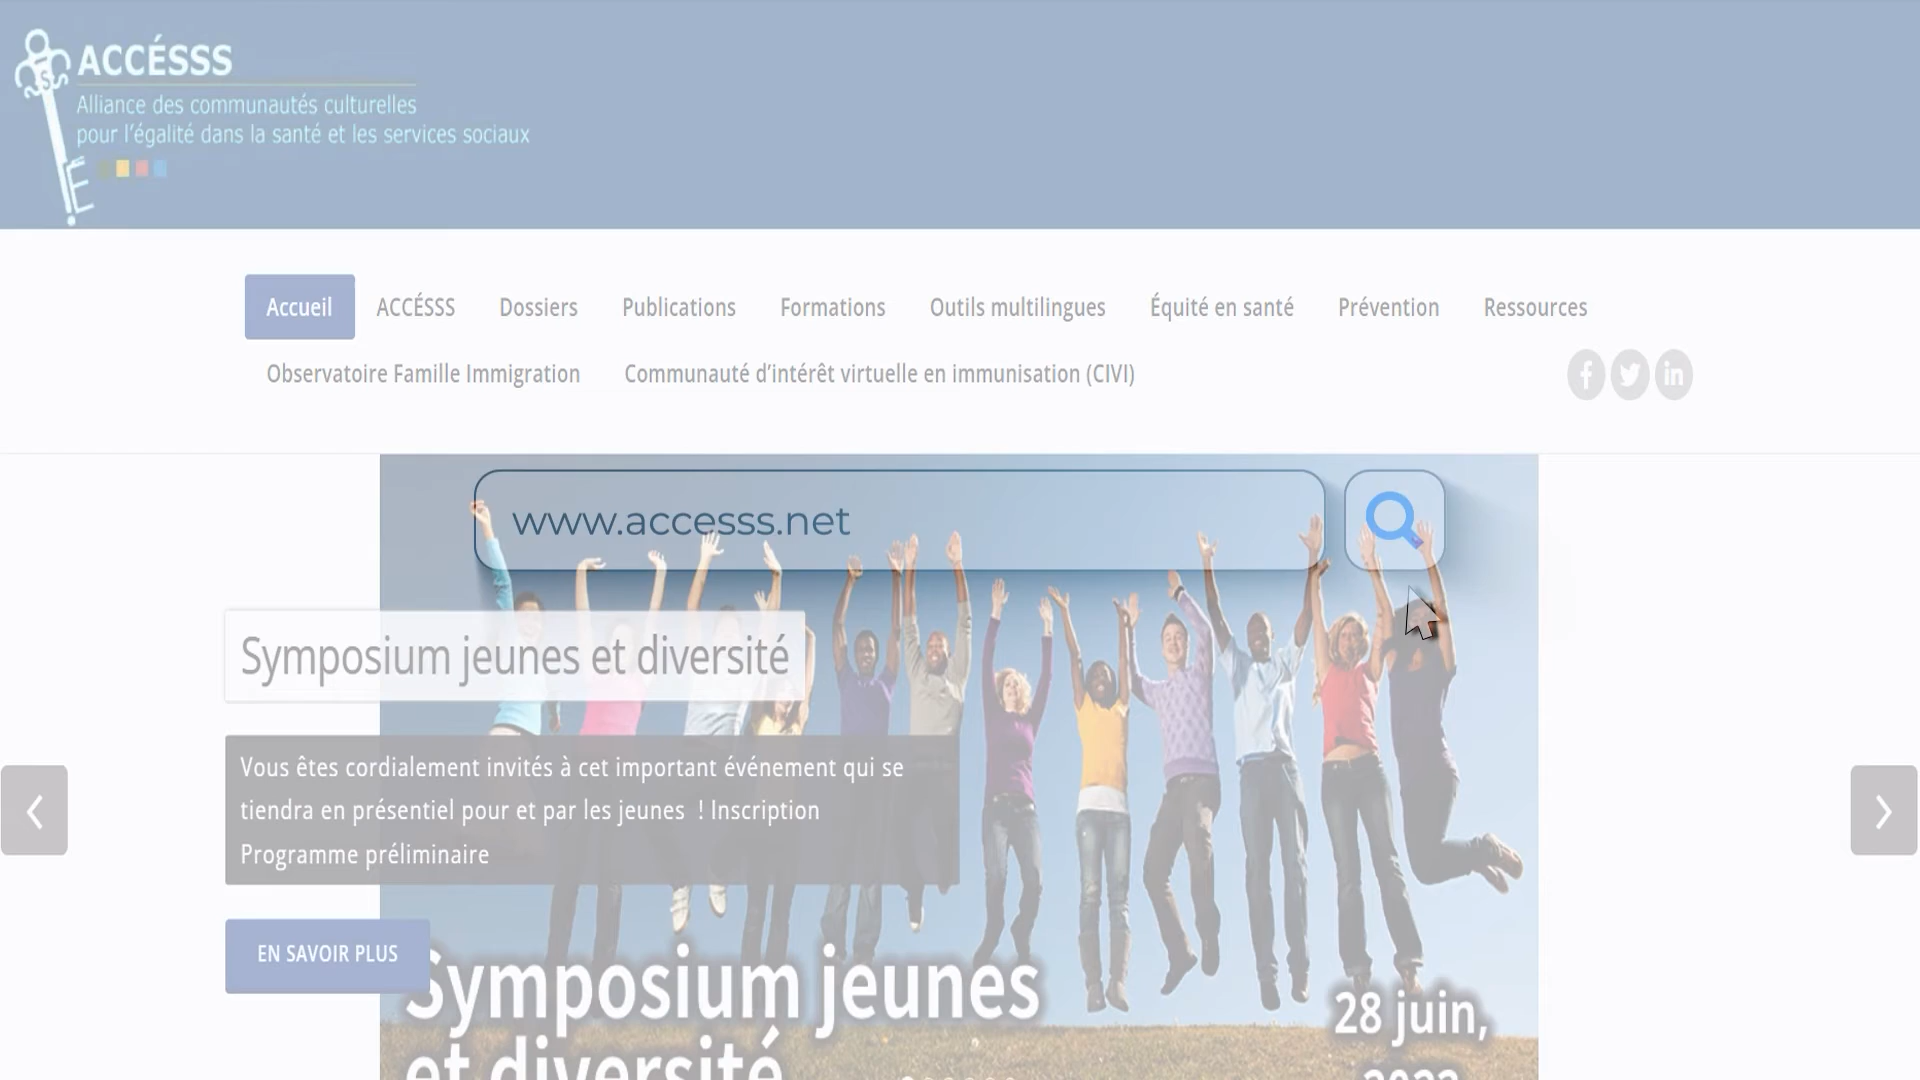 ACCÉSSS
Alliance des communautés culturelles
pour l'égalité dans la santé et les services sociaux
Accueil ACCÉSSS Dossiers Publications Formations Outils multilingues Équité en santé Prévention Ressources
Observatoire Famille Immigration Communauté d'intérêt virtuelle en immunisation (CIVI)
www.accesss.net
Symposium jeunes et diversité
Vous êtes cordialement invités à cet important événement qui se
tiendra en présentiel pour et par les jeunes ! Inscription
Programme préliminaire
EN SAVOIR PLUS
Symposium jeunes
et diversité
28 juin,